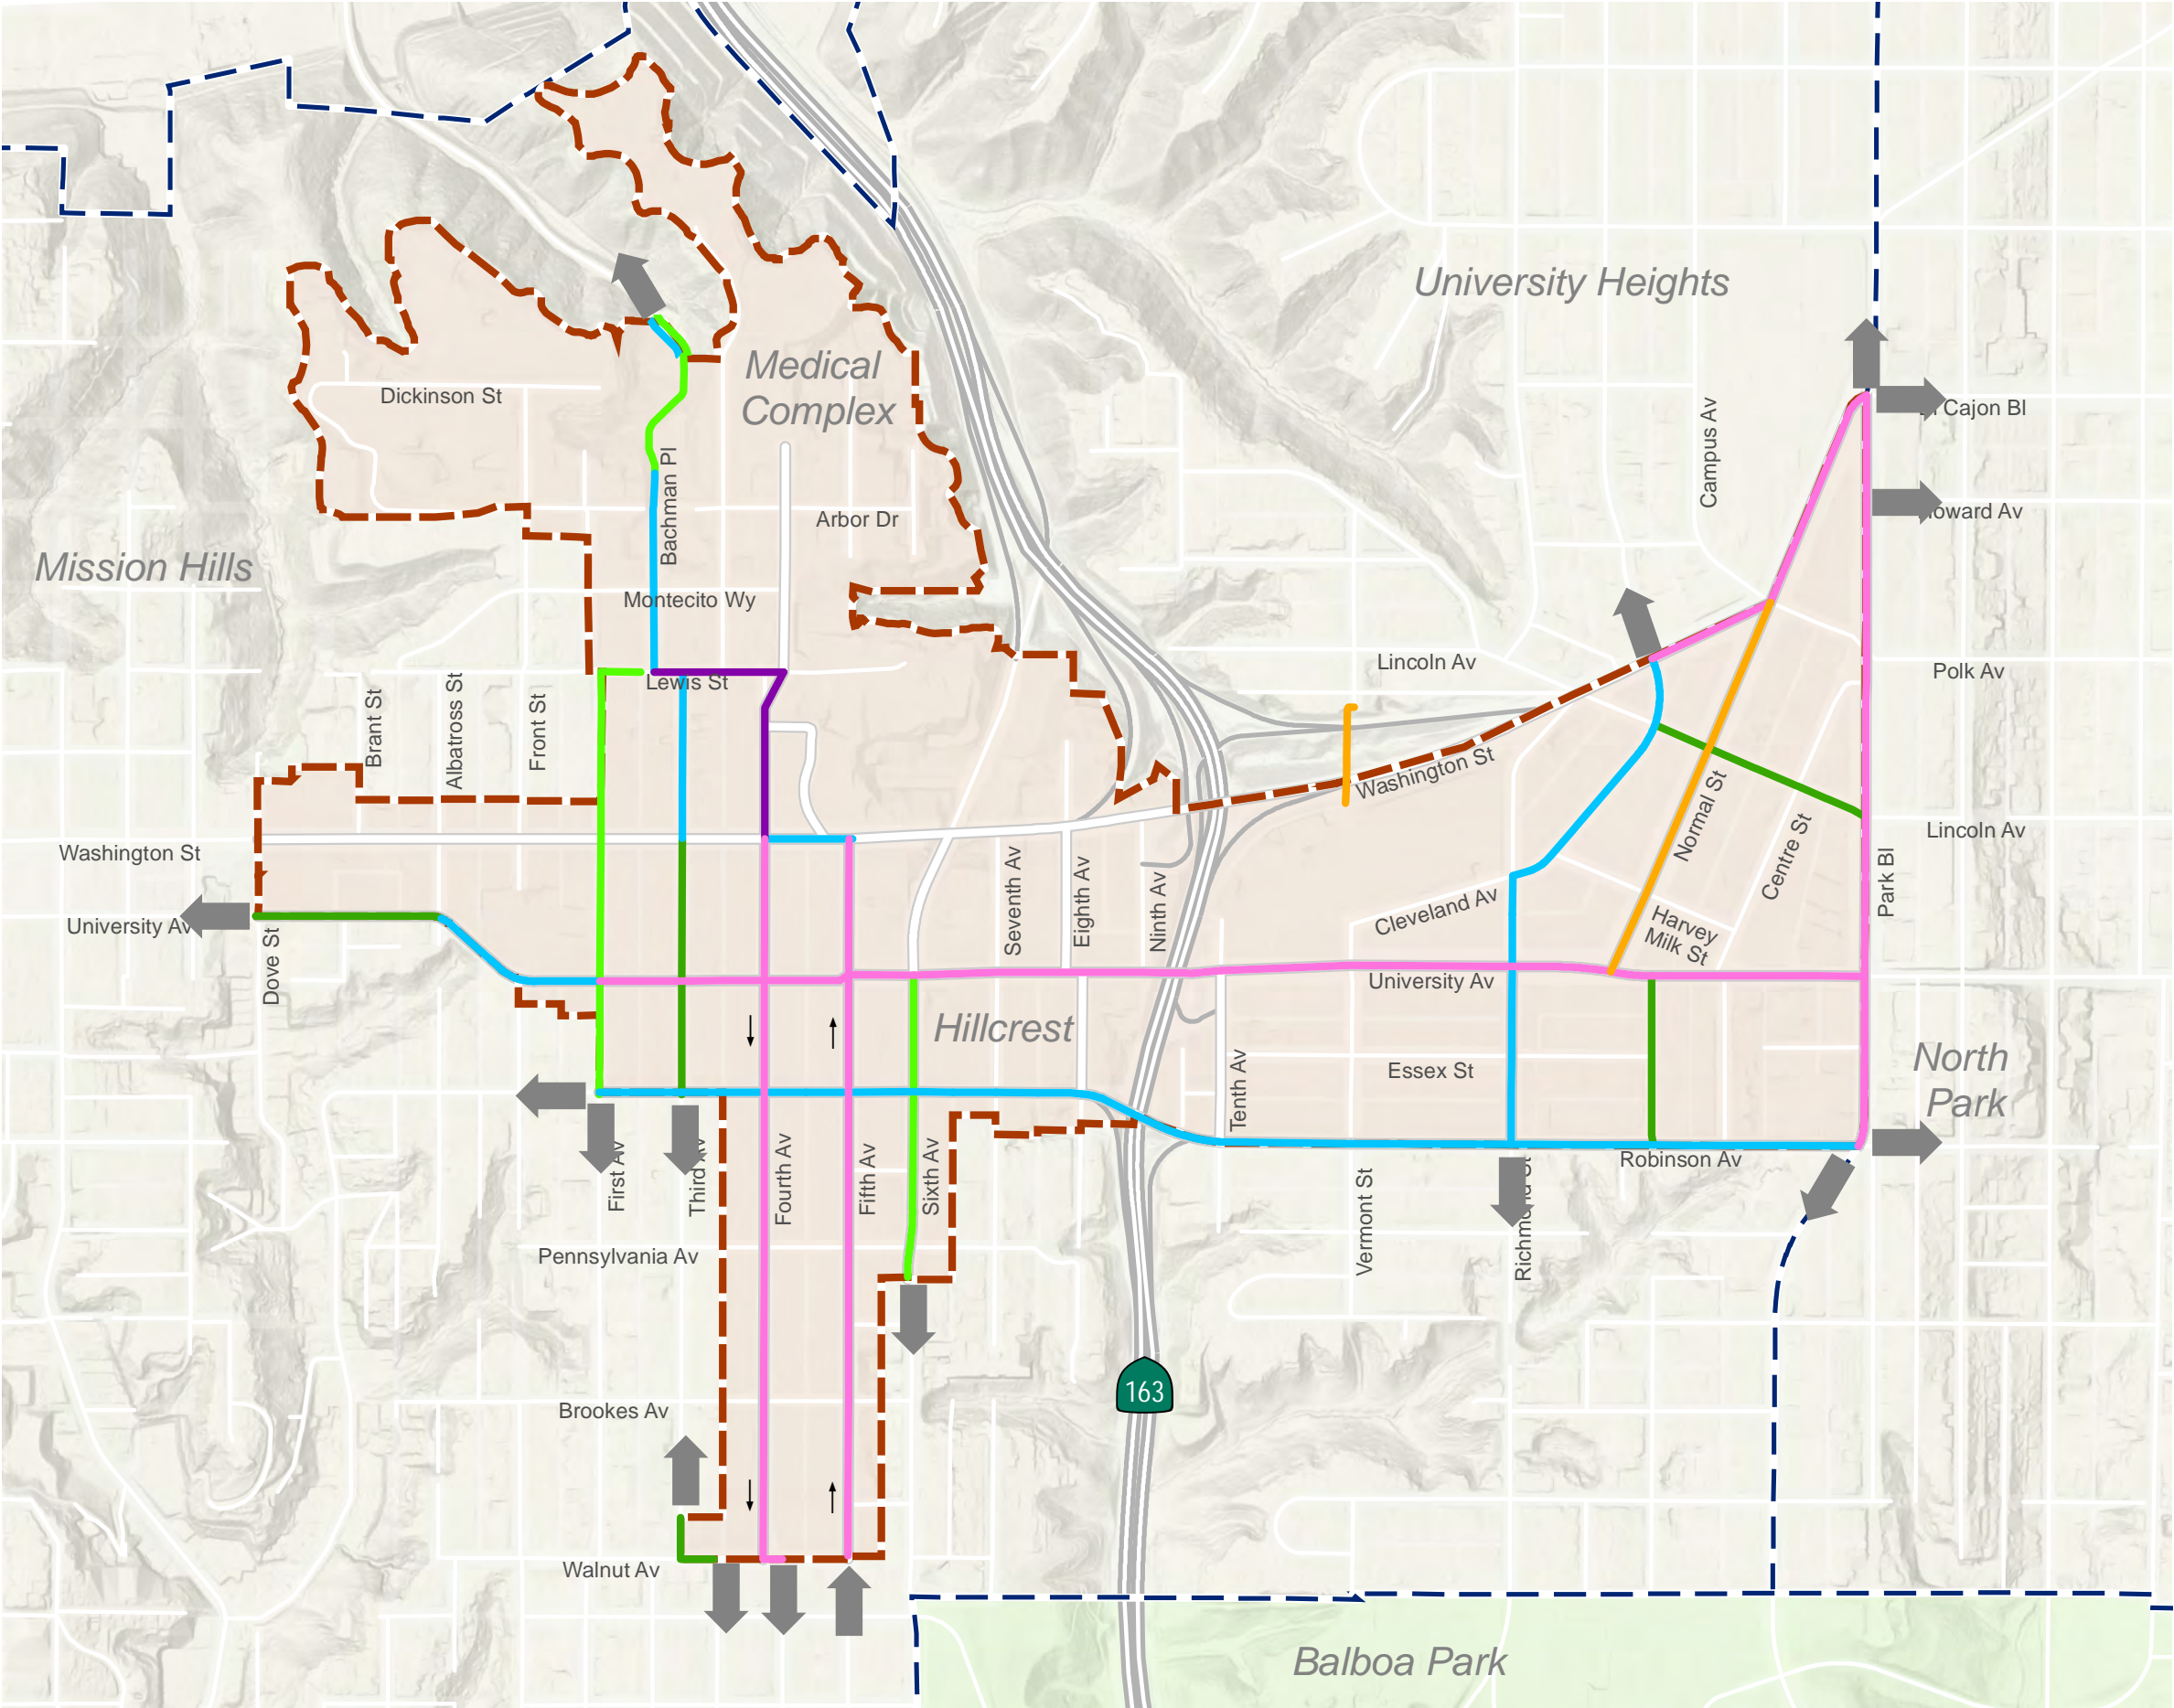 University Heights
Medical
Complex
Dickinson St
Campus Av
Cajon Bl
Howard Av
Bachman Pl
Arbor Dr
Mission Hills
Montecito Wy
Lincoln Av
Polk Av
Lewis St
Brant St
Albatross St
Front St
Washington St
Normal St
Centre St
Lincoln Av
Washington St
Seventh Av
Eighth Av
Ninth Av
Cleveland Av
Harvey
Milk St
Park Bl
University Av
Dove St
University Av
Hillcrest
Essex St
Tenth Av
North
Park
First Av
Third Av
Fourth Av
Fifth Av
Sixth Av
Vermont St
Richmond St
Robinson Av
Pennsylvania Av
163
Brookes Av
Walnut Av
Balboa Park